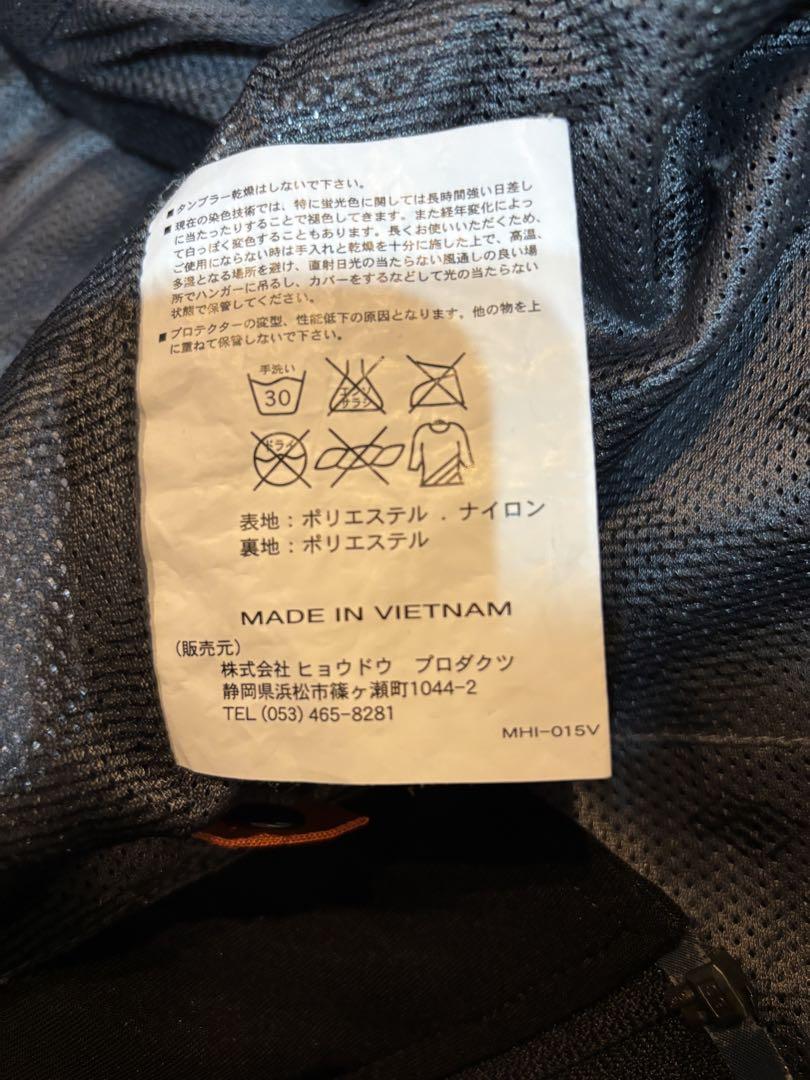 ■タンブラー乾燥はしないで下さい。
■現在の染色技術では、特に蛍光色に関しては長時間強い日差し
に当たったりすることで褪色してきます。また経年変化によっ
て白っぽく変色することもあります。長くお使いいただくため、
ご使用にならない時は手入れと乾燥を十分に施した上で、高温、
多湿となる場所を避け、直射日光の当たらない風通しの良い場
所でハンガーに吊るし、カバーをするなどして光の当たらない
状態で保管してください。
■プロテクターの変型、性能低下の原因となります。他の物を上
に重ねて保管しないで下さい。
手洗い
30
エンソ
サラシ
ドライ
表地：ポリエステル．ナイロン
裏地：ポリエステル
MADE IN VIETNAM
（販売元）
株式会社 ヒョウドウ プロダクツ
静岡県浜松市篠ヶ瀬町1044-2
TEL (053) 465-8281
MHI-015V